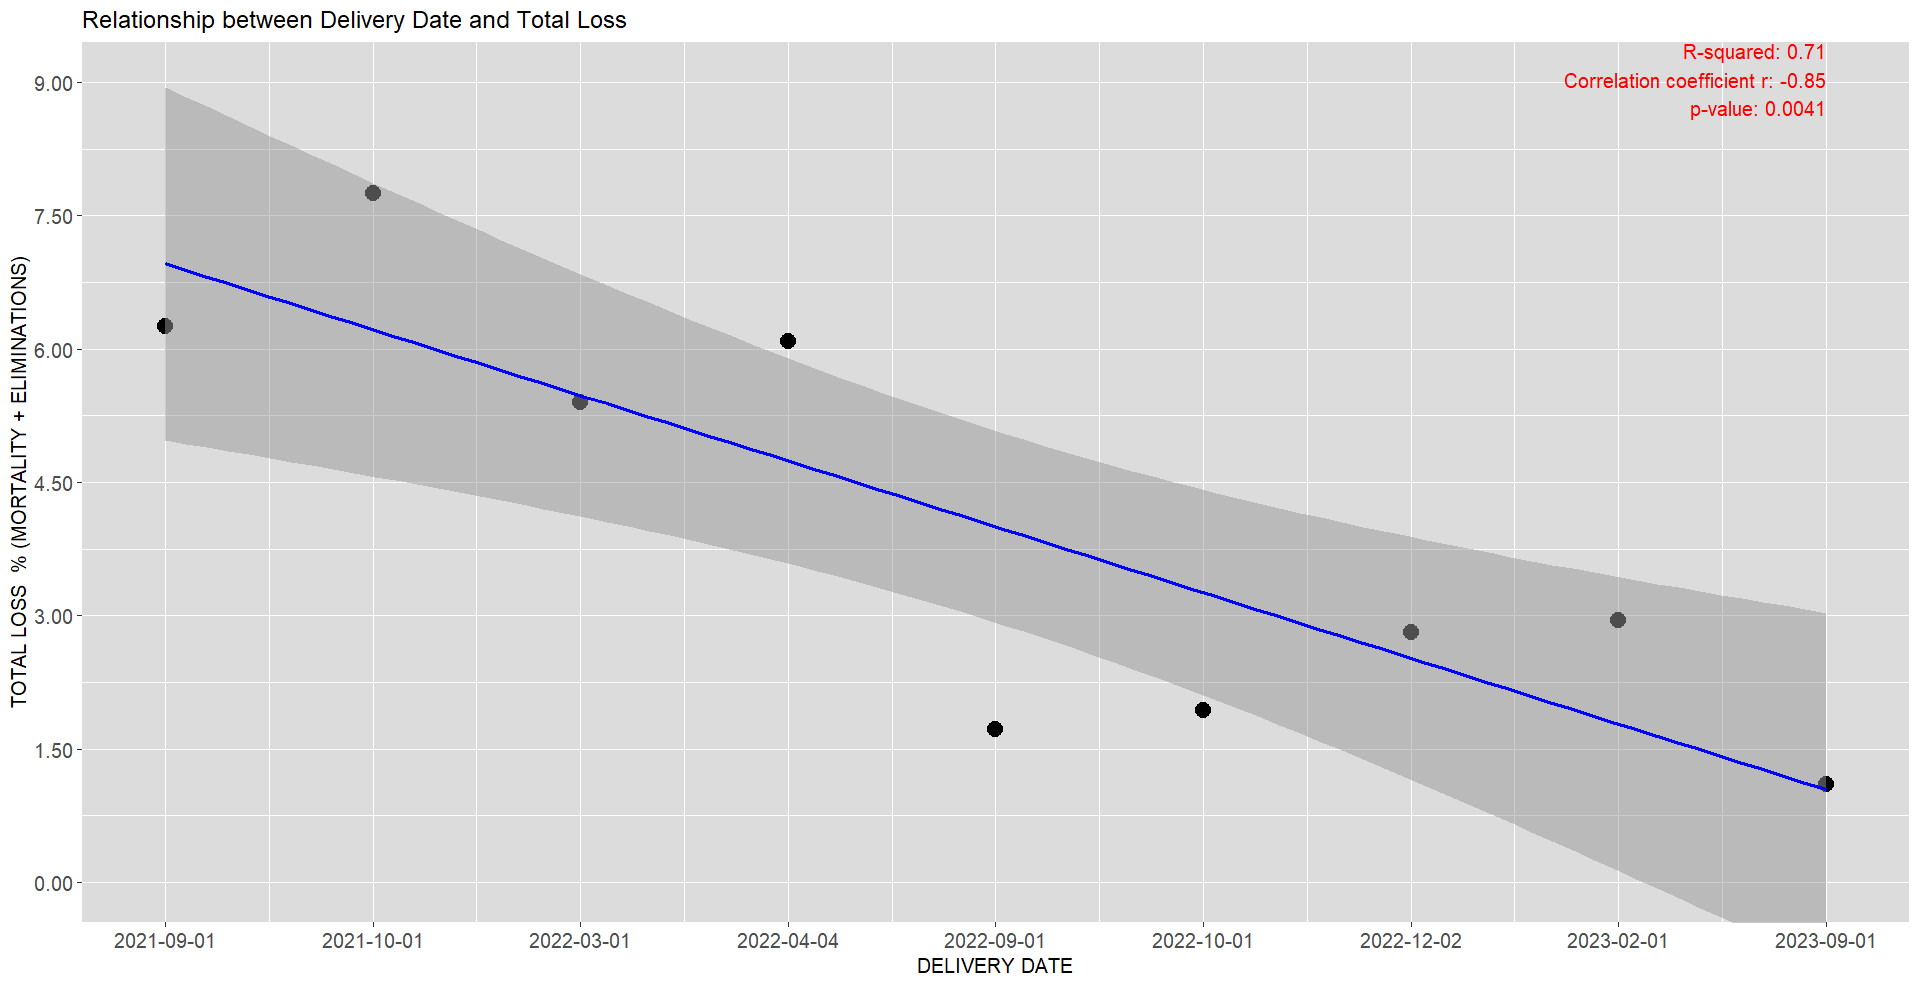 Relationship between Delivery Date and Total Loss
R-squared: 0.71
Correlation coefficient r: -0.85
p-value: 0.0041
TOTAL LOSS  % (MORTALITY + ELIMINATIONS)
9.00
7.50
6.00
4.50
3.00
1.50
0.00
2021-09-01 2021-10-01 2022-03-01 2022-04-04 2022-09-01 2022-10-01 2022-12-02 2023-02-01 2023-09-01
DELIVERY DATE